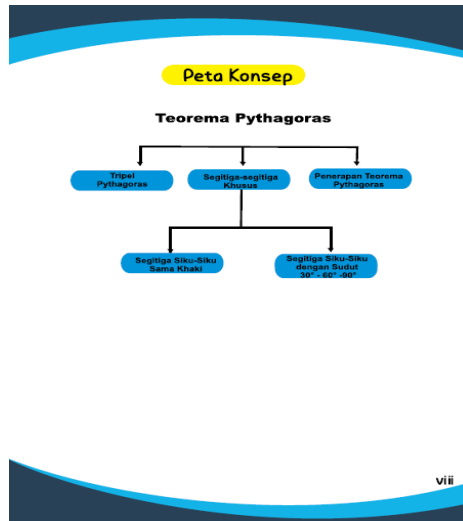 Peta Konsep
Teorema Pythagoras
Tripel
Pythagoras
Segitiga-segitiga
Khusus
Penerapan Teorema
Pythagoras
Segitiga Siku-Siku
Sama Khaki
Segitiga Siku-Siku
dengan Sudut
30° - 60° -90°
viii